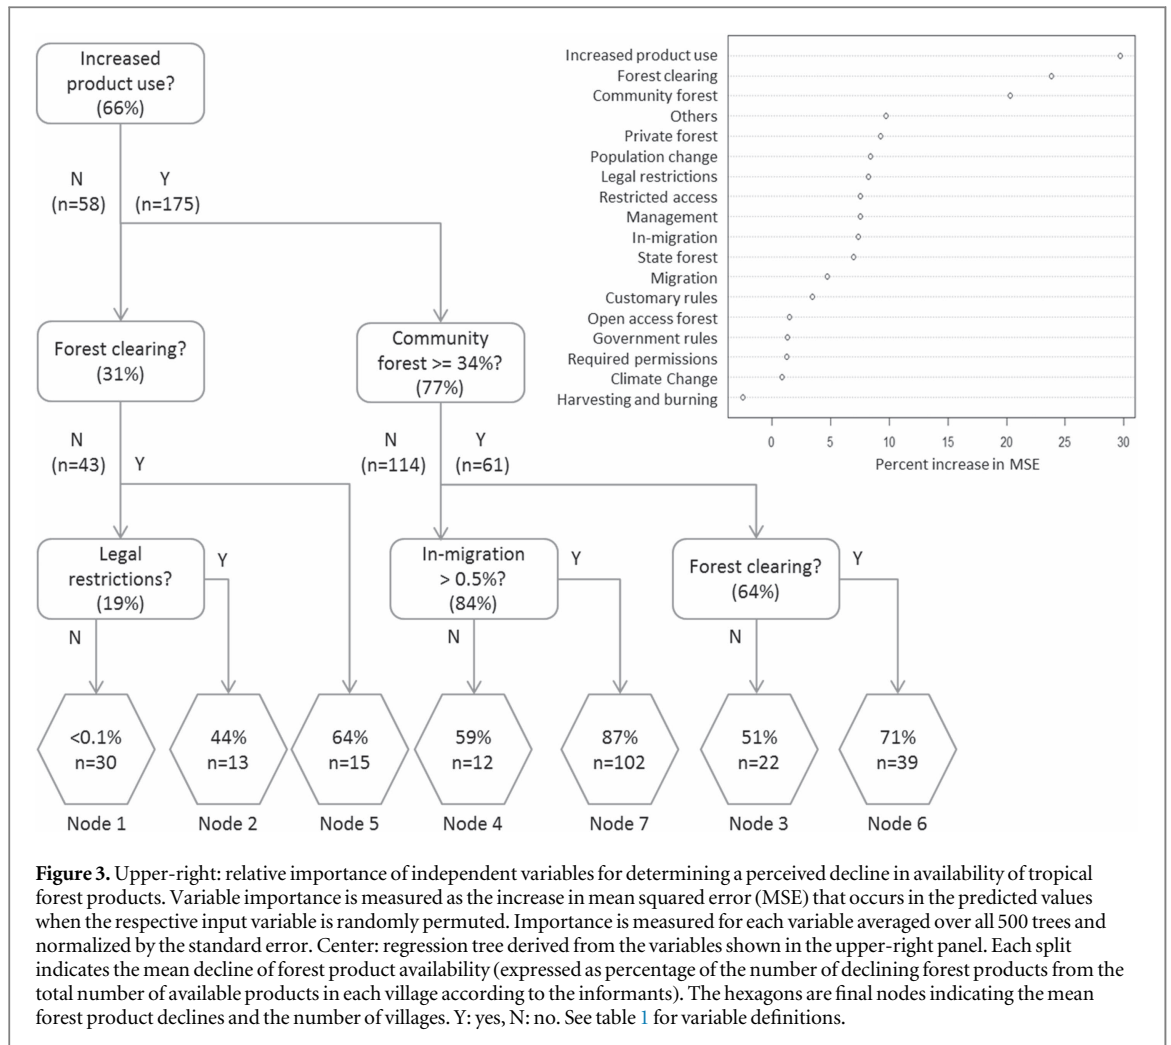 Increased
product use?
(66%)
N
(n=58)
Y
(n=175)
Forest clearing?
(31%)
Community
forest >= 34%?
(77%)
N
(n=43)
Y
N
(n=114)
Y
(n=61)
Legal
restrictions?
(19%)
Y
N
In-migration
> 0.5%?
(84%)
Y
N
Forest clearing?
(64%)
Y
N
<0.1%
n=30
Node 1
44%
n=13
Node 2
64%
n=15
Node 5
59%
n=12
Node 4
87%
n=102
Node 7
51%
n=22
Node 3
71%
n=39
Node 6
Increased product use
Forest clearing
Community forest
Others
Private forest
Population change
Legal restrictions
Restricted access
Management
In-migration
State forest
Migration
Customary rules
Open access forest
Government rules
Required permissions
Climate Change
Harvesting and burning
0 5 10 15 20 25 30
Percent increase in MSE
Figure 3. Upper-right: relative importance of independent variables for determining a perceived decline in availability of tropical
forest products. Variable importance is measured as the increase in mean squared error (MSE) that occurs in the predicted values
when the respective input variable is randomly permuted. Importance is measured for each variable averaged over all 500 trees and
normalized by the standard error. Center: regression tree derived from the variables shown in the upper-right panel. Each split
indicates the mean decline of forest product availability (expressed as percentage of the number of declining forest products from the
total number of available products in each village according to the informants). The hexagons are final nodes indicating the mean
forest product declines and the number of villages. Y: yes, N: no. See table 1 for variable definitions.